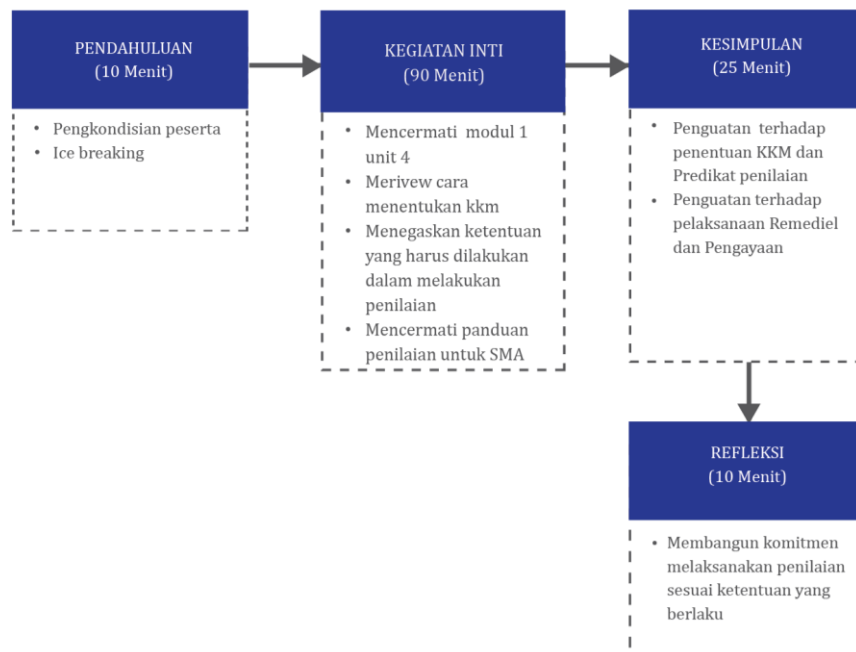 PENDAHULUAN
(10 Menit)
• Pengkondisian peserta
• Ice breaking
KEGIATAN INTI
(90 Menit)
• Mencermati modul 1
unit 4
• Merivew cara
menentukan kkm
• Menegaskan ketentuan
yang harus dilakukan
dalam melakukan
penilaian
• Mencermati panduan
penilaian untuk SMA
KESIMPULAN
(25 Menit)
• Penguatan terhadap
penentuan KKM dan
Predikat penilaian
• Penguatan terhadap
pelaksanaan Remediel
dan Pengayaan
REFLEKSI
(10 Menit)
• Membangun komitmen
melaksanakan penilaian
sesuai ketentuan yang
berlaku